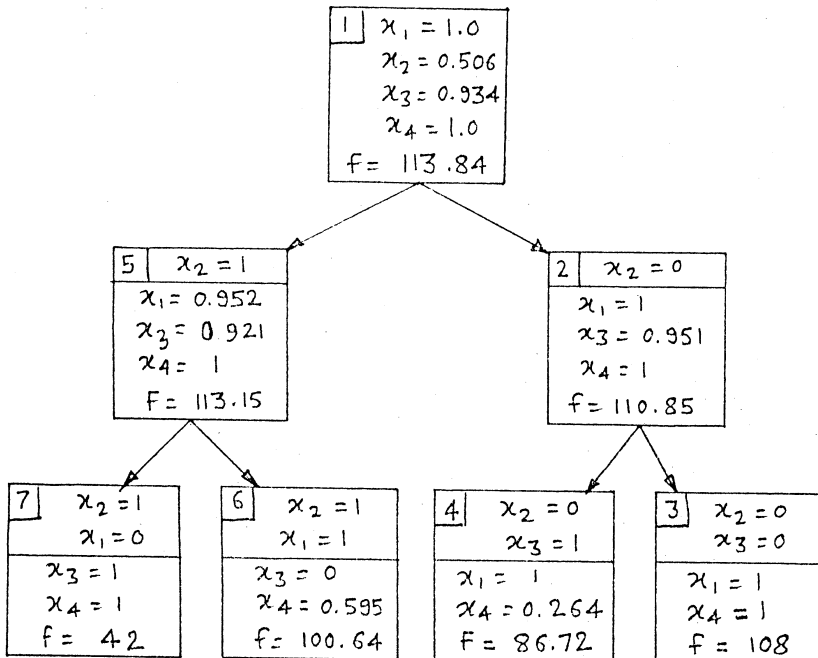 1 x₁ = 1.0
x₂ = 0.506
x₃ = 0.934
x₄ = 1.0
f = 113.84
5 x₂ = 1
x₁ = 0.952
x₃ = 0 921
x₄ = 1
F = 113.15
2 x₂ = 0
x₁ = 1
x₃ = 0.951
x₄ = 1
f = 110.85
7 x₂ = 1
x₁ = 0
x₃ = 1
x₄ = 1
f = 42
6 x₂ = 1
x₁ = 1
x₃ = 0
x₄ = 0.595
f = 100.64
4 x₂ = 0
x₃ = 1
x₁ = 1
x₄ = 0.264
F = 86.72
3 x₂ = 0
x₃ = 0
x₁ = 1
x₄ = 1
f = 108